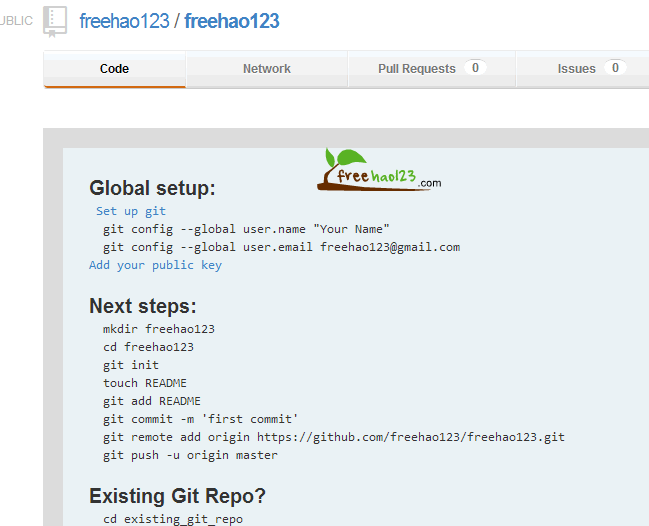 UBLIC freehao123 / freehao123
Code Network Pull Requests 0 Issues 0
freehao123.com
Global setup:
Set up git
git config --global user.name "Your Name"
git config --global user.email freehao123@gmail.com
Add your public key
Next steps:
mkdir freehao123
cd freehao123
git init
touch README
git add README
git commit -m 'first commit'
git remote add origin https://github.com/freehao123/freehao123.git
git push -u origin master
Existing Git Repo?
cd existing_git_repo